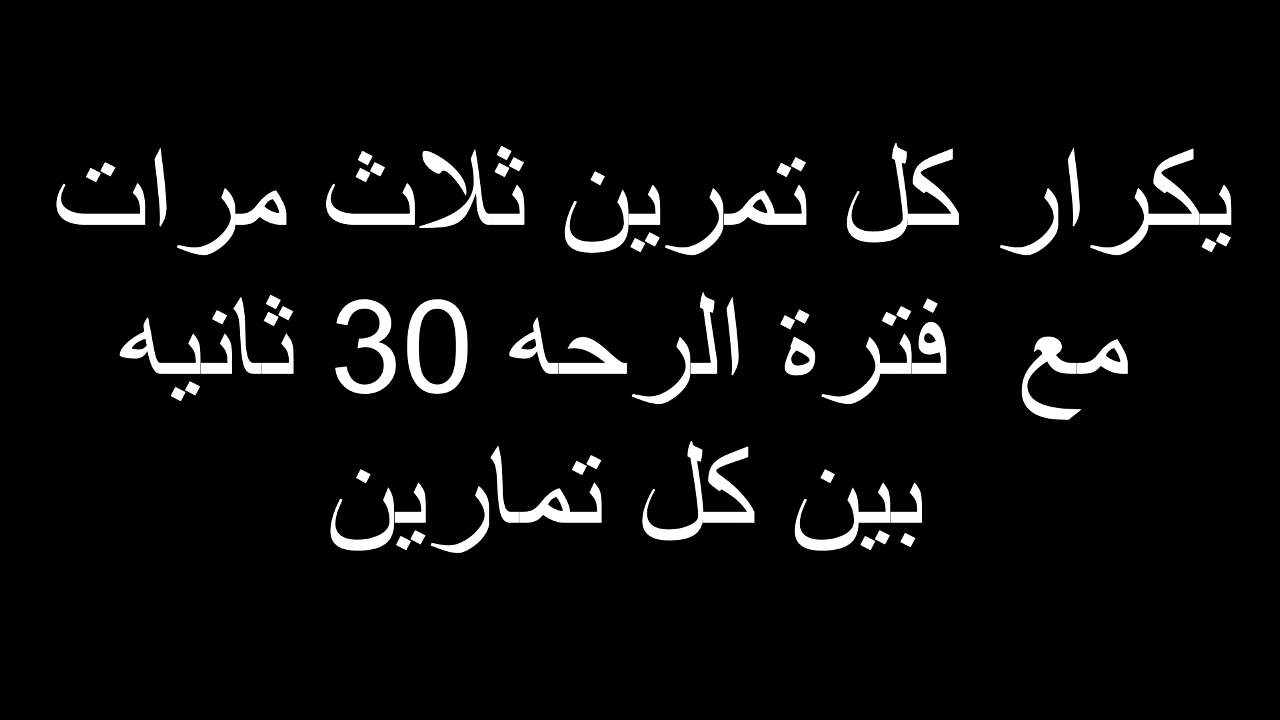 يكرار كل تمرين ثلاث مرات
مع فترة الرحه 30 ثانيه
بين كل تمارين